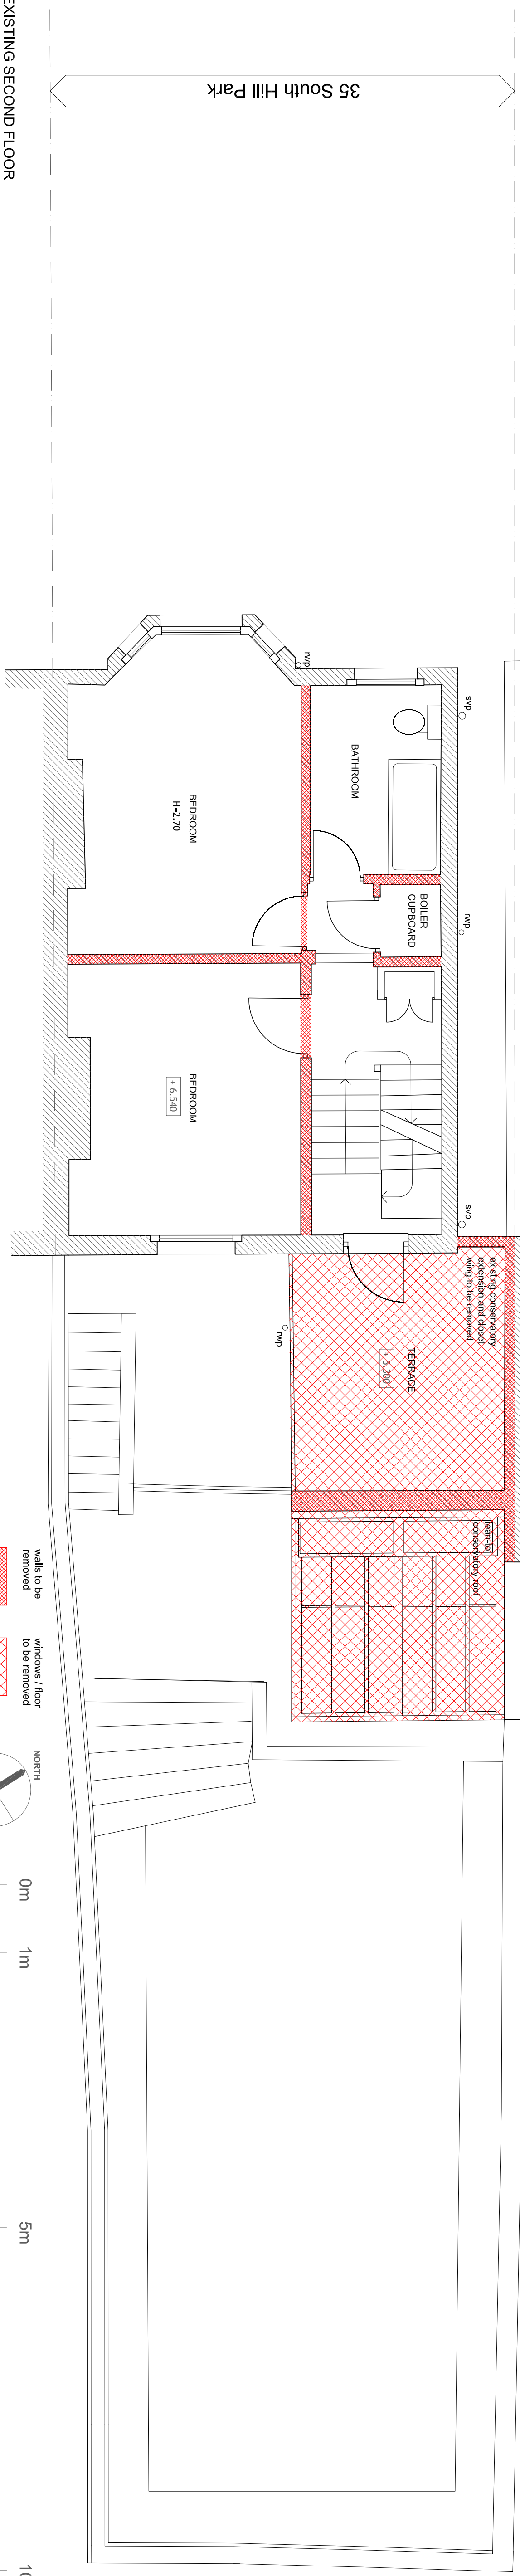 EXISTING SECOND FLOOR
35 South Hill Park
rwp
svp
BATHROOM
BEDROOM
H=2.70
BOILER
CUPBOARD
rwp
BEDROOM
+ 6.540
svp
existing conservatory
extension and closet
wing to be removed
TERRACE
+ 5.300
rwp
lean-to
conservatory roof
walls to be
removed
windows / floor
to be removed
NORTH
0m
1m
5m